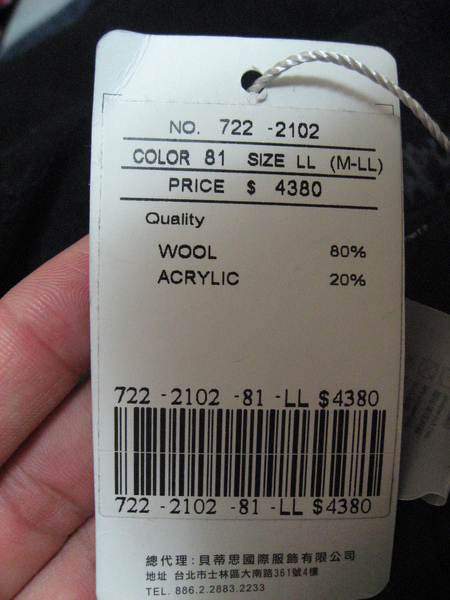 NO. 722 -2102
COLOR 81 SIZE LL (M-LL)
PRICE $ 4380
Quality
WOOL 80%
ACRYLIC 20%
722 -2102 -81 -LL $4380
722 -2102 -81 -LL $4380
總代理:貝蒂思國際服飾有限公司
地址 台北市士林區大南路361號4樓
TEL. 886.2.2883.2233